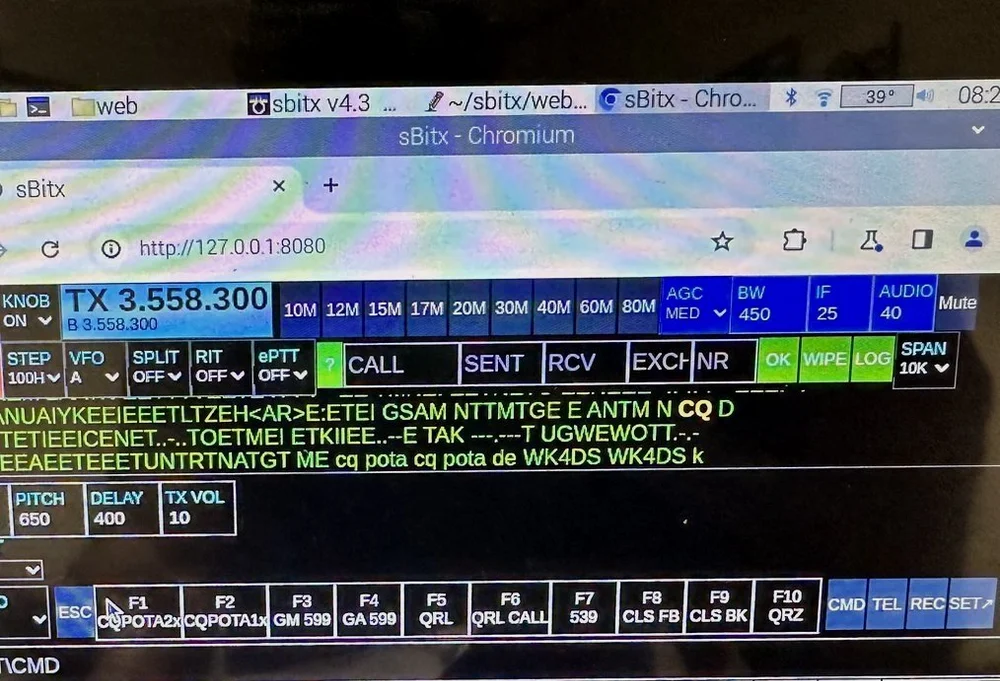 web sbitx v4.3 ... ~/sbitx/web... sBitx - Chro... 39° 08:2
sBitx - Chromium
sBitx × +
http://127.0.0.1:8080
KNOB TX 3.558.300 10M 12M 15M 17M 20M 30M 40M 60M 80M AGC BW IF AUDIO Mute
ON B 3.558.300 MED 450 25 40
STEP VFO SPLIT RIT ePTT ? CALL SENT RCV EXCH NR OK WIPE LOG SPAN
100H A OFF OFF OFF 10K
ANUAIYKEEIEEETLTZEH<AR>E:ETEI GSAM NTTMTGE E ANTM N CQ D
TETIEEICENET..-..TOETMEI ETKIIEE..--E TAK ---.---T UGWEWOTT.-.-
EEAEETEEETUNTRTNATGT ME cq pota cq pota de WK4DS WK4DS k
PITCH DELAY TX VOL
650 400 10
ESC F1 F2 F3 F4 F5 F6 F7 F8 F9 F10 CMD TEL REC SET↗
CQPOTA2x CQPOTA1x GM 599 GA 599 QRL QRL CALL 539 CLS FB CLS BK QRZ
T\CMD